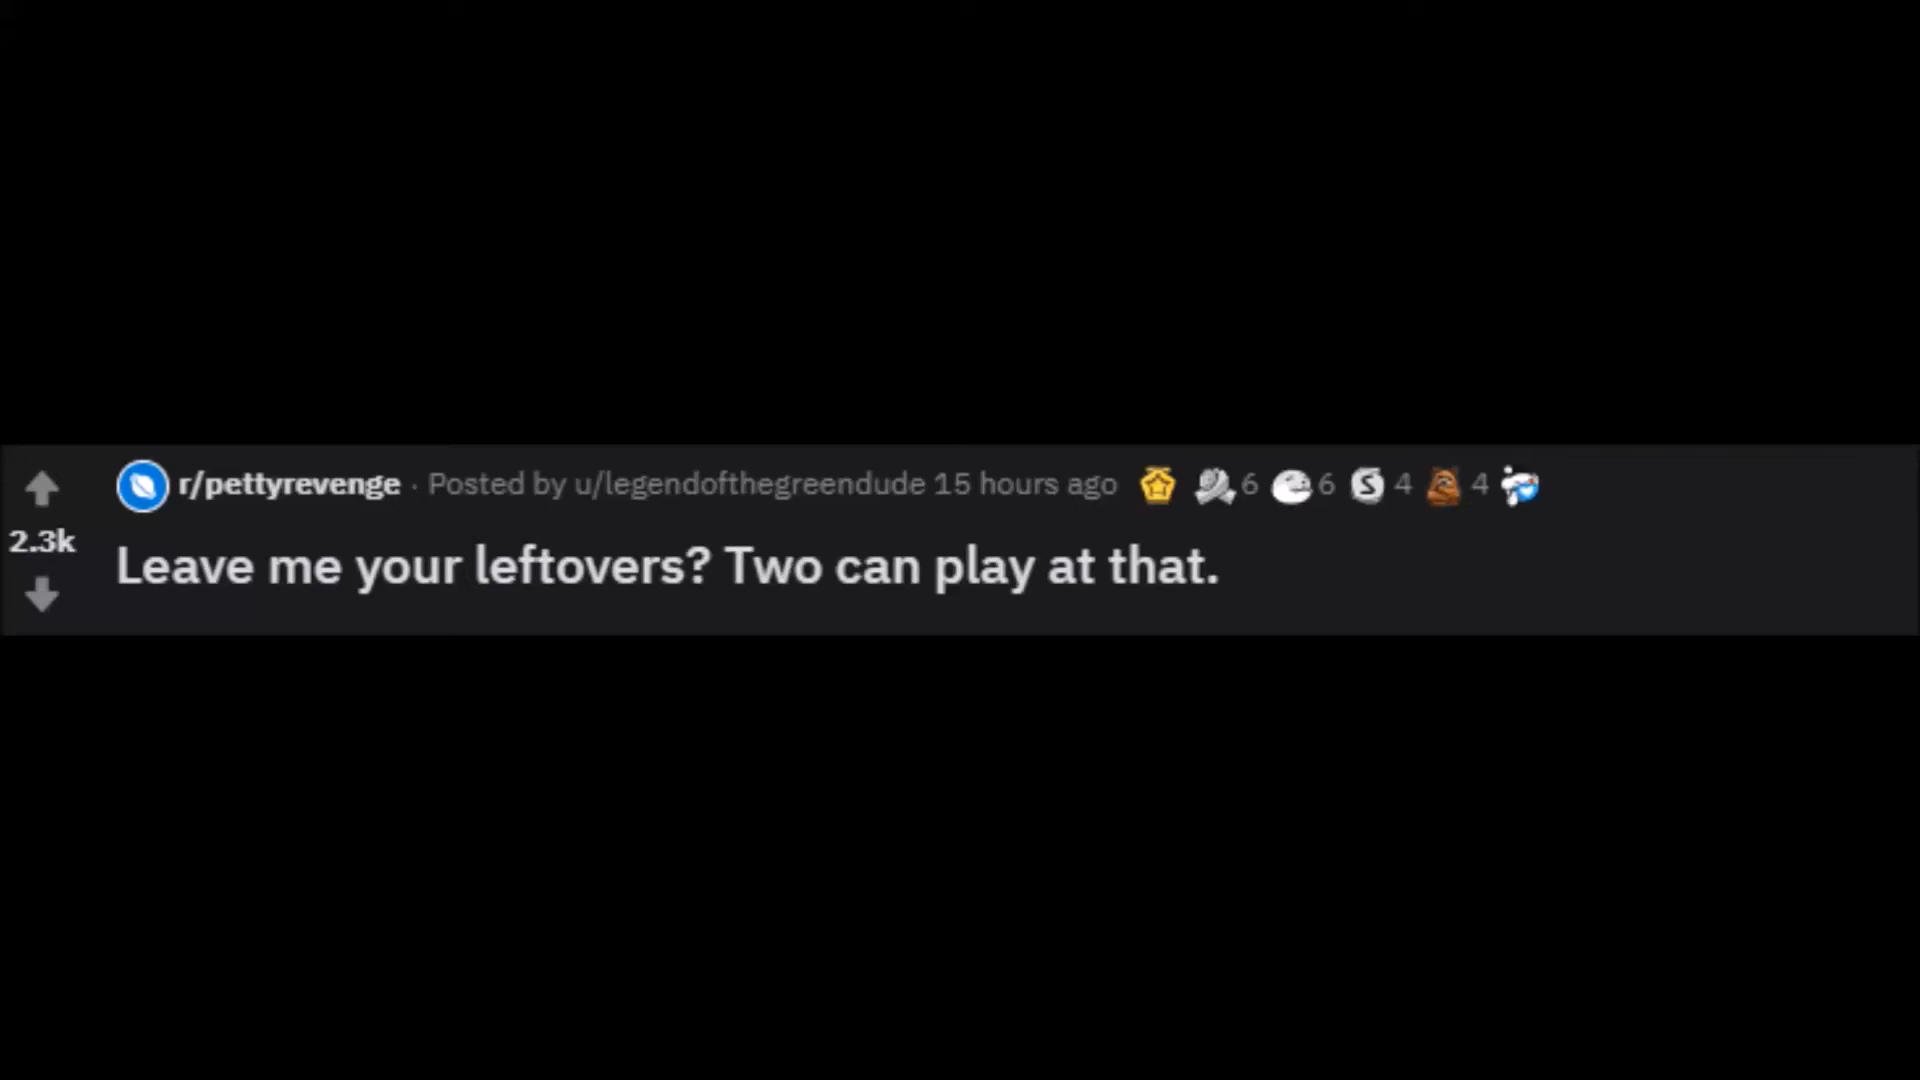 r/pettyrevenge · Posted by u/legendofthegreendude 15 hours ago 6 6 S 4 4
2.3k
Leave me your leftovers? Two can play at that.